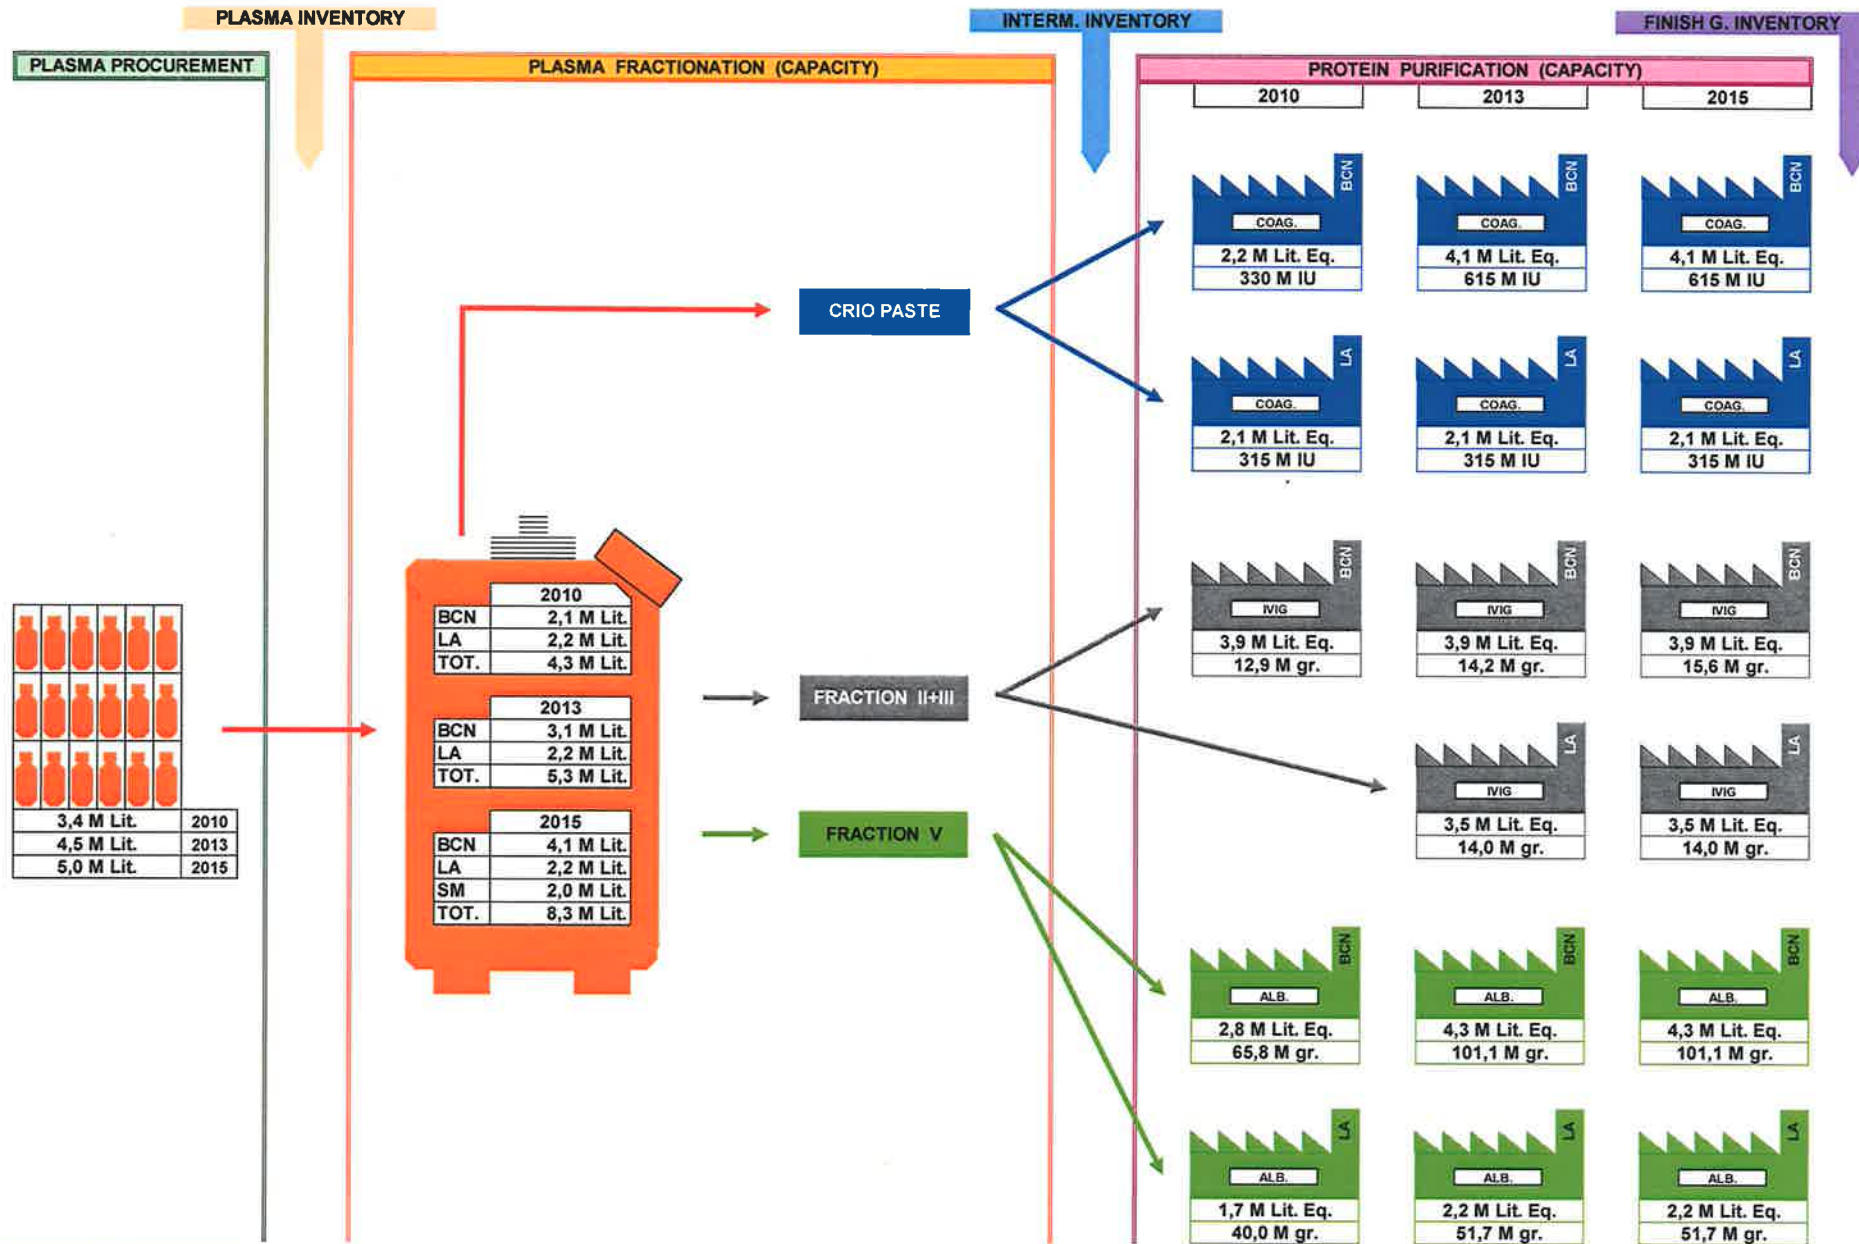 PLASMA INVENTORY
INTERM. INVENTORY
FINISH G. INVENTORY
PLASMA PROCUREMENT
PLASMA FRACTIONATION (CAPACITY)
PROTEIN PURIFICATION (CAPACITY)
2010 2013 2015
BCN BCN BCN
COAG. COAG. COAG.
2,2 M Lit. Eq. 4,1 M Lit. Eq. 4,1 M Lit. Eq.
330 M IU 615 M IU 615 M IU
CRIO PASTE
LA LA LA
COAG. COAG. COAG.
2,1 M Lit. Eq. 2,1 M Lit. Eq. 2,1 M Lit. Eq.
315 M IU 315 M IU 315 M IU
2010
BCN 2,1 M Lit.
LA 2,2 M Lit.
TOT. 4,3 M Lit.
2013
BCN 3,1 M Lit.
LA 2,2 M Lit.
TOT. 5,3 M Lit.
2015
BCN 4,1 M Lit.
LA 2,2 M Lit.
SM 2,0 M Lit.
TOT. 8,3 M Lit.
3,4 M Lit. 2010
4,5 M Lit. 2013
5,0 M Lit. 2015
FRACTION II+III
FRACTION V
BCN BCN BCN
IVIG IVIG IVIG
3,9 M Lit. Eq. 3,9 M Lit. Eq. 3,9 M Lit. Eq.
12,9 M gr. 14,2 M gr. 15,6 M gr.
LA LA
IVIG IVIG
3,5 M Lit. Eq. 3,5 M Lit. Eq.
14,0 M gr. 14,0 M gr.
BCN BCN BCN
ALB. ALB. ALB.
2,8 M Lit. Eq. 4,3 M Lit. Eq. 4,3 M Lit. Eq.
65,8 M gr. 101,1 M gr. 101,1 M gr.
LA LA LA
ALB. ALB. ALB.
1,7 M Lit. Eq. 2,2 M Lit. Eq. 2,2 M Lit. Eq.
40,0 M gr. 51,7 M gr. 51,7 M gr.